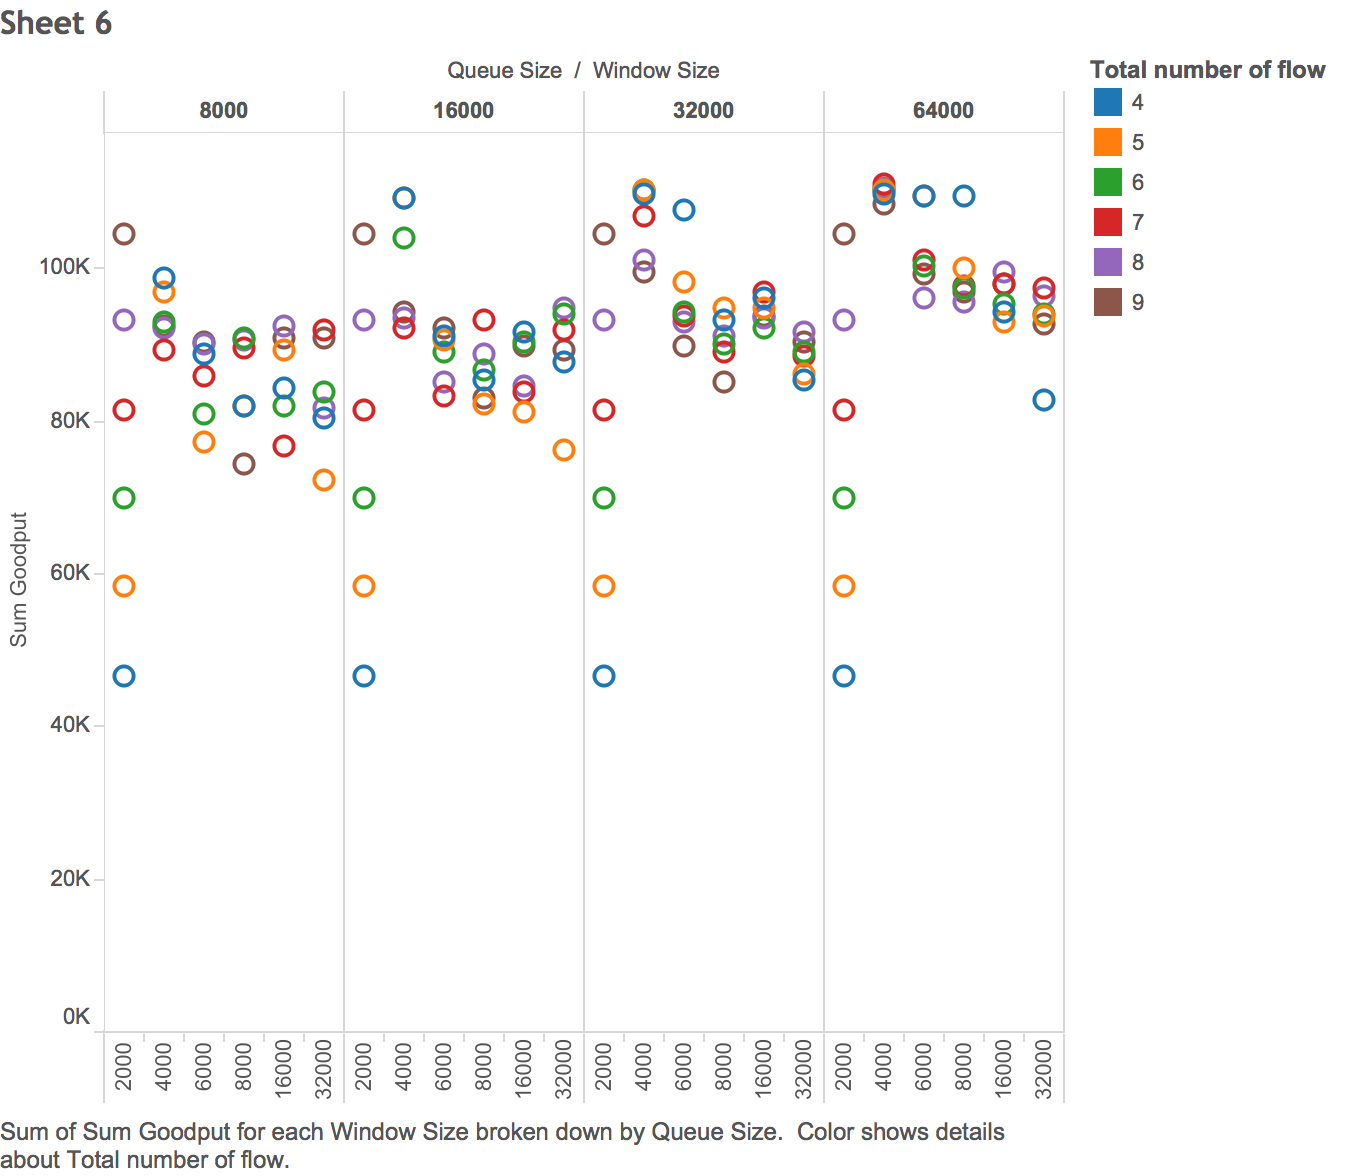 Sheet 6
Queue Size / Window Size
Total number of flow
8000 16000 32000 64000
4
5
6
7
8
9
100K
80K
60K
40K
20K
0K
Sum Goodput
2000 4000 6000 8000 16000 32000 2000 4000 6000 8000 16000 32000 2000 4000 6000 8000 16000 32000 2000 4000 6000 8000 16000 32000
Sum of Sum Goodput for each Window Size broken down by Queue Size.  Color shows details
about Total number of flow.